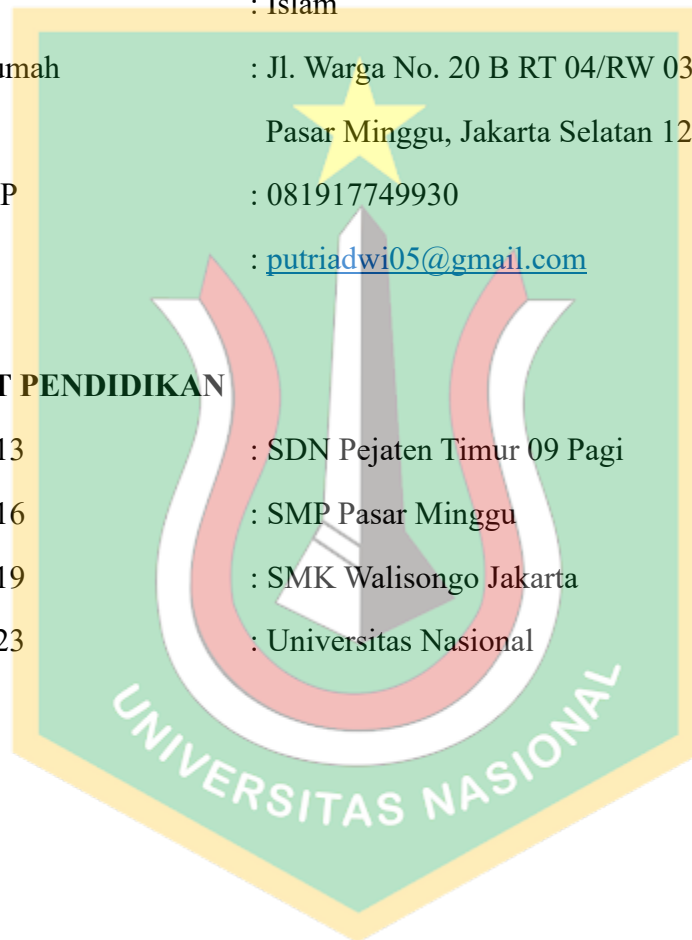 : Islam
umah : Jl. Warga No. 20 B RT 04/RW 03
Pasar Minggu, Jakarta Selatan 12
P : 081917749930
: putriadwi05@gmail.com
T PENDIDIKAN
13 : SDN Pejaten Timur 09 Pagi
16 : SMP Pasar Minggu
19 : SMK Walisongo Jakarta
23 : Universitas Nasional
UNIVERSITAS NASIONAL